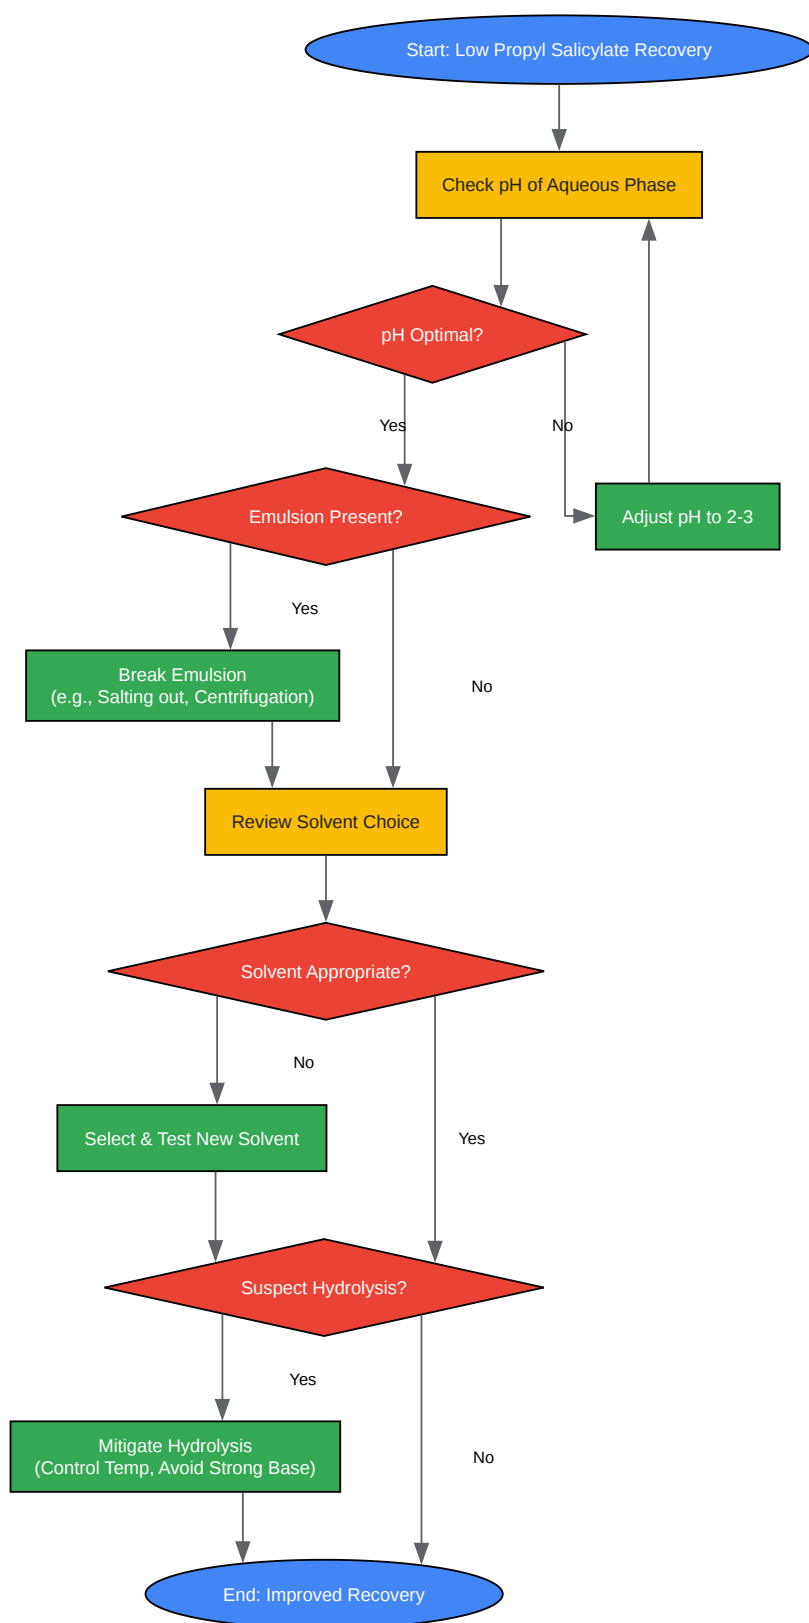 Start: Low Propyl Salicylate Recovery
Check pH of Aqueous Phase
pH Optimal?
Yes
No
Emulsion Present?
Adjust pH to 2-3
Yes
Break Emulsion
(e.g., Salting out, Centrifugation)
No
Review Solvent Choice
Solvent Appropriate?
No
Select & Test New Solvent
Yes
Suspect Hydrolysis?
Yes
Mitigate Hydrolysis
(Control Temp, Avoid Strong Base)
No
End: Improved Recovery